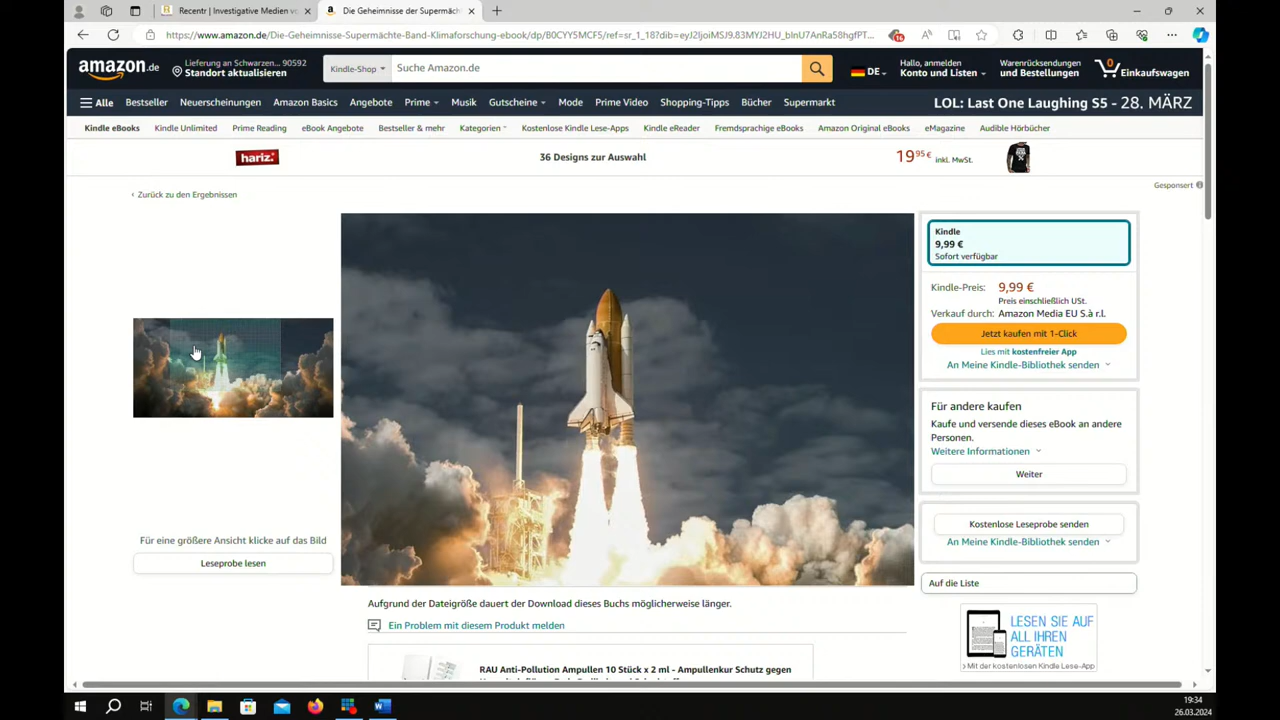 Recentr | Investigative Medien vo
Die Geheimnisse der Supermäch
https://www.amazon.de/Die-Geheimnisse-Supermächte-Band-Klimaforschung-ebook/dp/B0CYY5MCFS/ref=sr_1_18?dib=
16
amazon.de
Lieferung an Schwarzen... 90592
Standort aktualisieren
Kindle-Shop
Suche Amazon.de
DE
Hallo, anmelden
Konto und Listen
Warenrücksendungen
und Bestellungen
0
Einkaufswagen
Alle
Bestseller
Neuerscheinungen
Amazon Basics
Angebote
Prime
Musik
Gutscheine
Mode
Prime Video
Shopping-Tipps
Bücher
Supermarkt
LOL: Last One Laughing S5 - 28. MÄRZ
Kindle eBooks
Kindle Unlimited
Prime Reading
eBook Angebote
Bestseller & mehr
Kategorien
Kostenlose Kindle Lese-Apps
Kindle eReader
Fremdsprachige eBooks
Amazon Original eBooks
eMagazine
Audible Hörbücher
hariz.
36 Designs zur Auswahl
1995 € inkl. MwSt.
Gesponsert
‹ Zurück zu den Ergebnissen
Kindle
9,99 €
Sofort verfügbar
Kindle-Preis: 9,99 €
Preis einschließlich USt.
Verkauf durch: Amazon Media EU S.à r.l.
Jetzt kaufen mit 1-Click
Lies mit kostenfreier App
An Meine Kindle-Bibliothek senden
Für andere kaufen
Kaufe und versende dieses eBook an andere
Personen.
Weitere Informationen
Weiter
Kostenlose Leseprobe senden
An Meine Kindle-Bibliothek senden
Auf die Liste
Für eine größere Ansicht klicke auf das Bild
Leseprobe lesen
Aufgrund der Dateigröße dauert der Download dieses Buchs möglicherweise länger.
Ein Problem mit diesem Produkt melden
LESEN SIE AUF
ALL IHREN
GERÄTEN
› Mit der kostenlosen Kindle Lese-App
RAU Anti-Pollution Ampullen 10 Stück x 2 ml - Ampullenkur Schutz gegen
19:34
26.03.2024